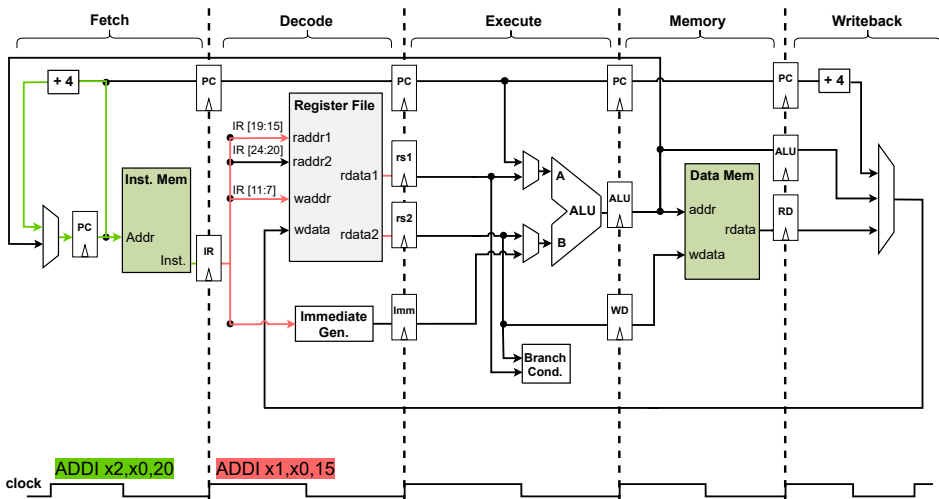 Fetch
Decode
Execute
Memory
Writeback
+ 4
PC
PC
PC
PC
+ 4
Register File
IR [19:15]
raddr1
IR [24:20]
raddr2
rdata1
rs1
IR [11:7]
waddr
wdata
rdata2
rs2
Inst. Mem
PC
Addr
Inst.
IR
A
ALU
B
ALU
ALU
Data Mem
addr
rdata
wdata
RD
Immediate
Gen.
Imm
WD
Branch
Cond.
ADDI x2,x0,20
ADDI x1,x0,15
clock